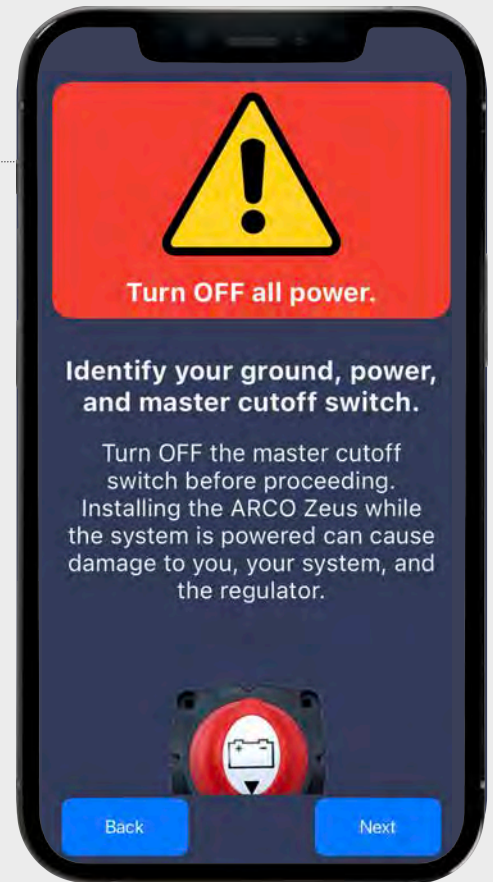 Turn OFF all power.
Identify your ground, power,
and master cutoff switch.
Turn OFF the master cutoff
switch before proceeding.
Installing the ARCO Zeus while
the system is powered can cause
damage to you, your system, and
the regulator.
Back
Next